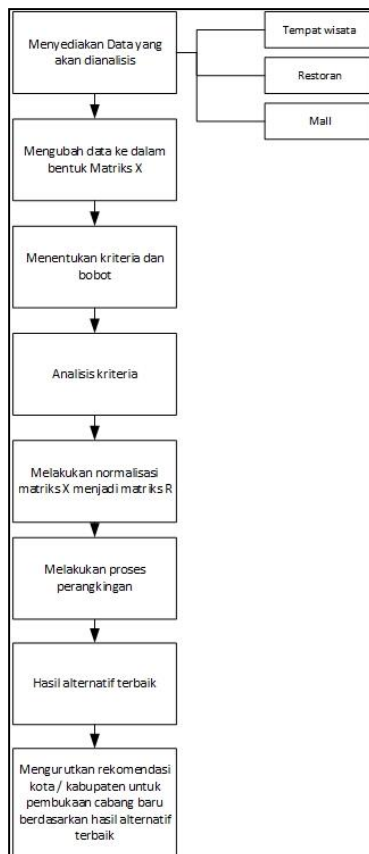 Menyediakan Data yang
akan dianalisis
Tempat wisata
Restoran
Mall
Mengubah data ke dalam
bentuk Matriks X
Menentukan kriteria dan
bobot
Analisis kriteria
Melakukan normalisasi
matriks X menjadi matriks R
Melakukan proses
perangkingan
Hasil alternatif terbaik
Mengurutkan rekomendasi
kota / kabupaten untuk
pembukaan cabang baru
berdasarkan hasil alternatif
terbaik